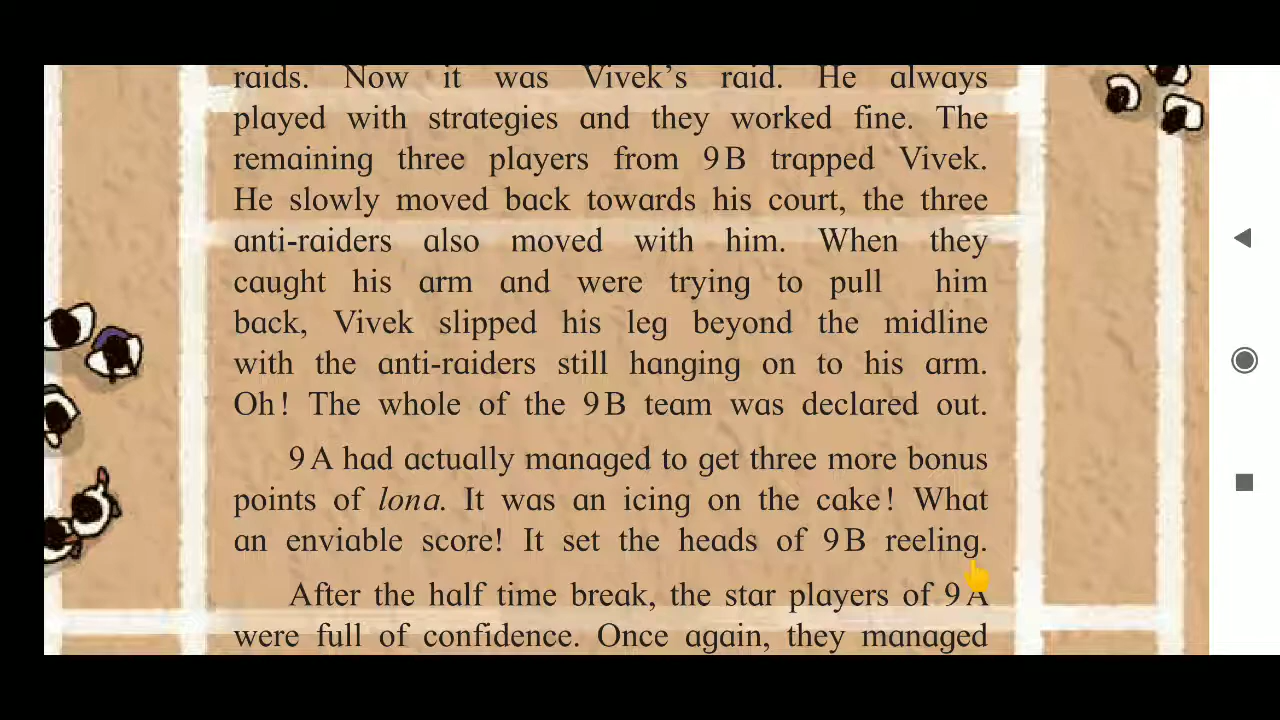 raids. Now it was Vivek's raid. He always
played with strategies and they worked fine. The
remaining three players from 9 B trapped Vivek.
He slowly moved back towards his court, the three
anti-raiders also moved with him. When they
caught his arm and were trying to pull him
back, Vivek slipped his leg beyond the midline
with the anti-raiders still hanging on to his arm.
Oh! The whole of the 9 B team was declared out.
9 A had actually managed to get three more bonus
points of lona. It was an icing on the cake! What
an enviable score! It set the heads of 9 B reeling.
After the half time break, the star players of 9 A
were full of confidence. Once again, they managed